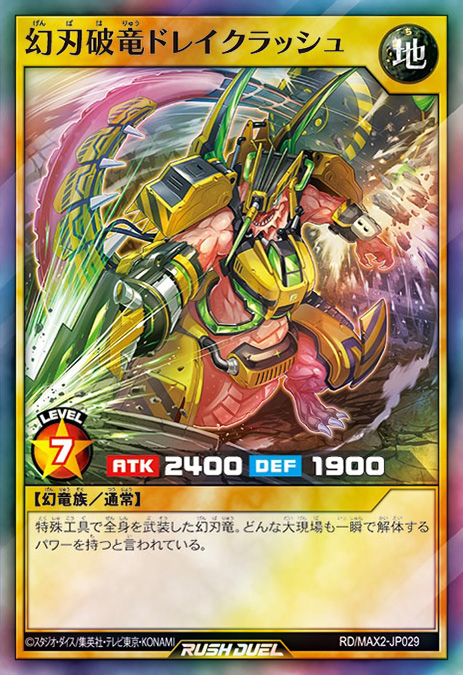 幻刃破竜ドレイクラッシュ
地
LEVEL
7
ATK 2400 DEF 1900
【幻竜族／通常】
特殊工具で全身を武装した幻刃竜。どんな大現場も一瞬で解体する
パワーを持つと言われている。
©スタジオ・ダイス/集英社・テレビ東京・KONAMI
RUSH DUEL
RD/MAX2-JP029